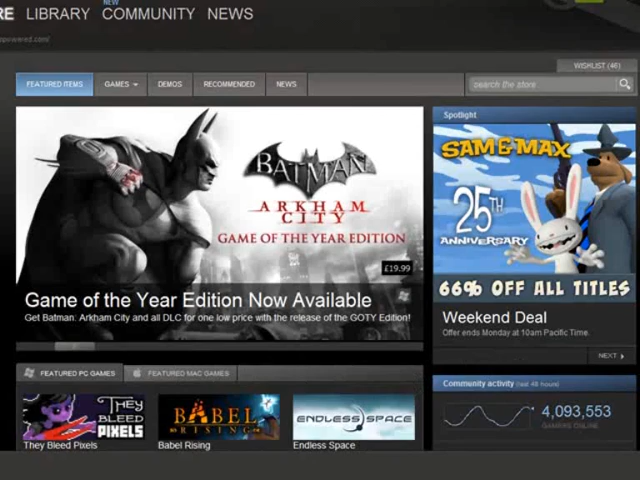 RE LIBRARY COMMUNITY NEWS
NEW
WISHLIST (46)
FEATURED ITEMS GAMES DEMOS RECOMMENDED NEWS
search the store
Spotlight
SAM & MAX
25TH
ANNIVERSARY
66% OFF ALL TITLES
Weekend Deal
Offer ends Monday at 10am Pacific Time.
NEXT
BATMAN
ARKHAM
CITY
GAME OF THE YEAR EDITION
£19.99
Game of the Year Edition Now Available
Get Batman: Arkham City and all DLC for one low price with the release of the GOTY Edition!
FEATURED PC GAMES FEATURED MAC GAMES
THEY
BLEED
PIXELS
BABEL
RISING
ENDLESS SPACE
They Bleed Pixels Babel Rising Endless Space
Community activity (last 48 hours)
4,093,553
GAMERS ONLINE